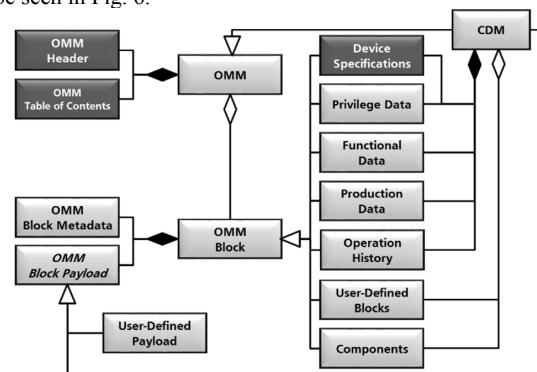 be seen in Fig. 6.
CDM
OMM
Header
OMM
Table of Contents
OMM
Device
Specifications
Privilege Data
Functional
Data
Production
Data
Operation
History
User-Defined
Blocks
Components
OMM
Block Metadata
OMM
Block Payload
OMM
Block
User-Defined
Payload